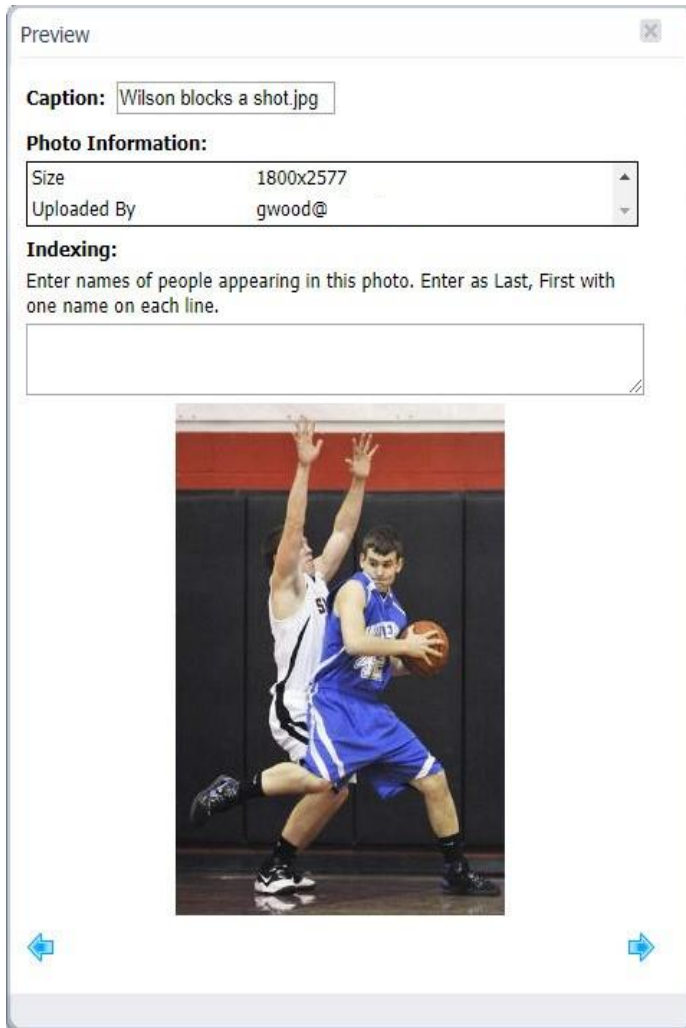 Preview
Caption: Wilson blocks a shot.jpg
Photo Information:
Size 1800x2577
Uploaded By gwood@
Indexing:
Enter names of people appearing in this photo. Enter as Last, First with
one name on each line.